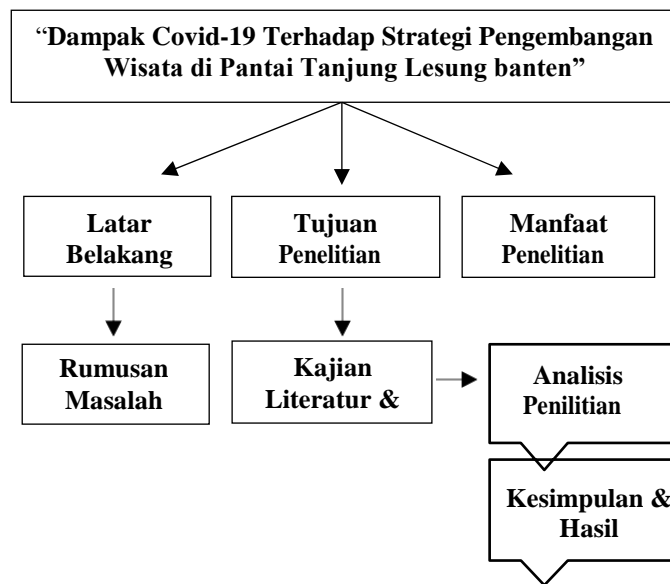 “Dampak Covid-19 Terhadap Strategi Pengembangan
Wisata di Pantai Tanjung Lesung banten”
Latar
Belakang
Tujuan
Penelitian
Manfaat
Penelitian
Rumusan
Masalah
Kajian
Literatur &
Analisis
Penilitian
Kesimpulan &
Hasil